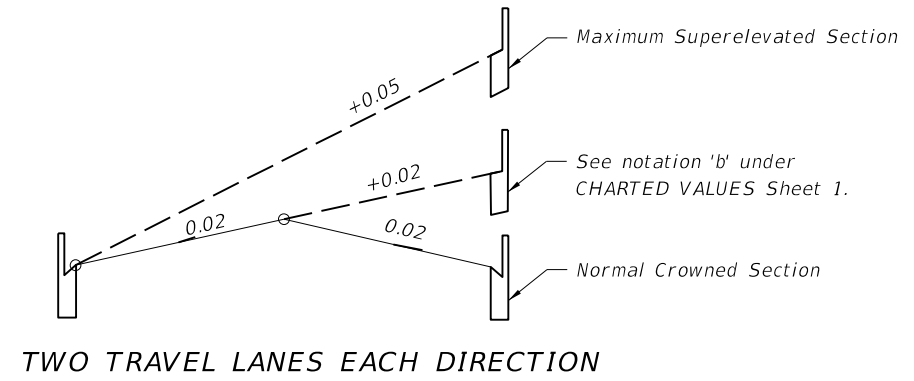 Maximum Superelevated Section
+0.05
See notation 'b' under
CHARTED VALUES Sheet 1.
+0.02
0.02
0.02
Normal Crowned Section
TWO TRAVEL LANES EACH DIRECTION